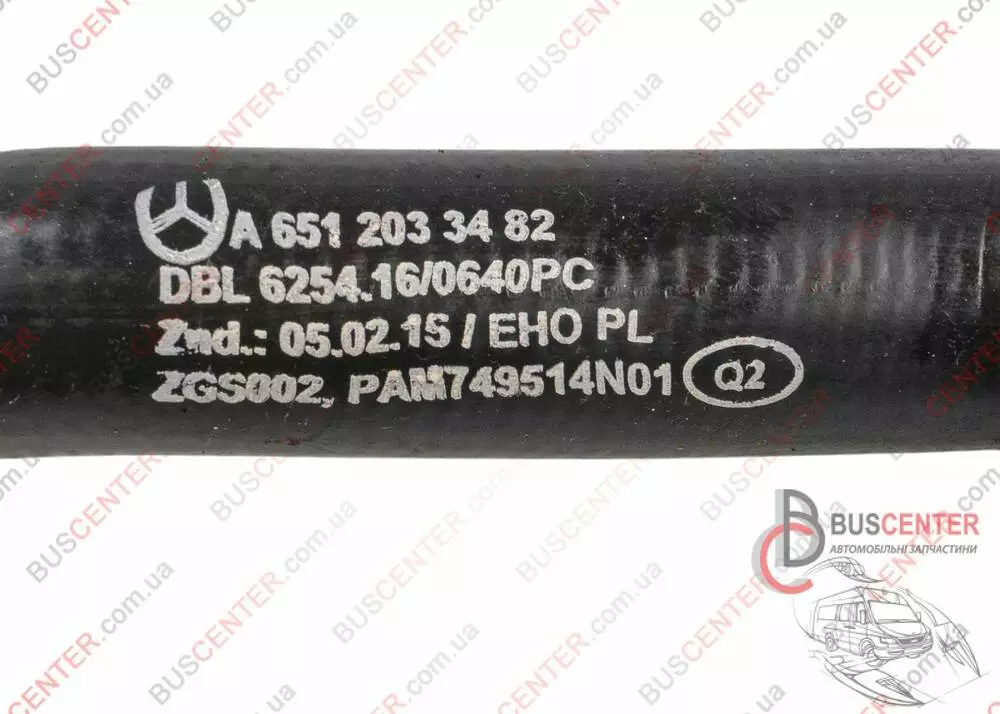 A 651 203 34 82
DBL 6254.16/0640PC
Znd.: 05.02.15 / EHO PL
ZGS002, PAM749514N01 Q2
BUSCENTER
АВТОМОБІЛЬНІ ЗАПЧАСТИНИ
BUSCENTER.com.ua